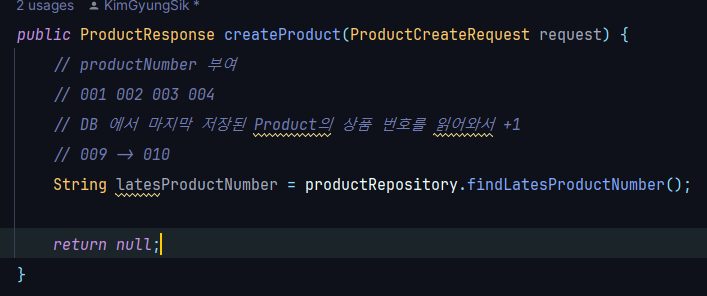 2 usages KimGyungSik *
public ProductResponse createProduct(ProductCreateRequest request) {
// productNumber 부여
// 001 002 003 004
// DB 에서 마지막 저장된 Product의 상품 번호를 읽어와서 +1
// 009 -> 010
String latesProductNumber = productRepository.findLatesProductNumber();
return null;
}